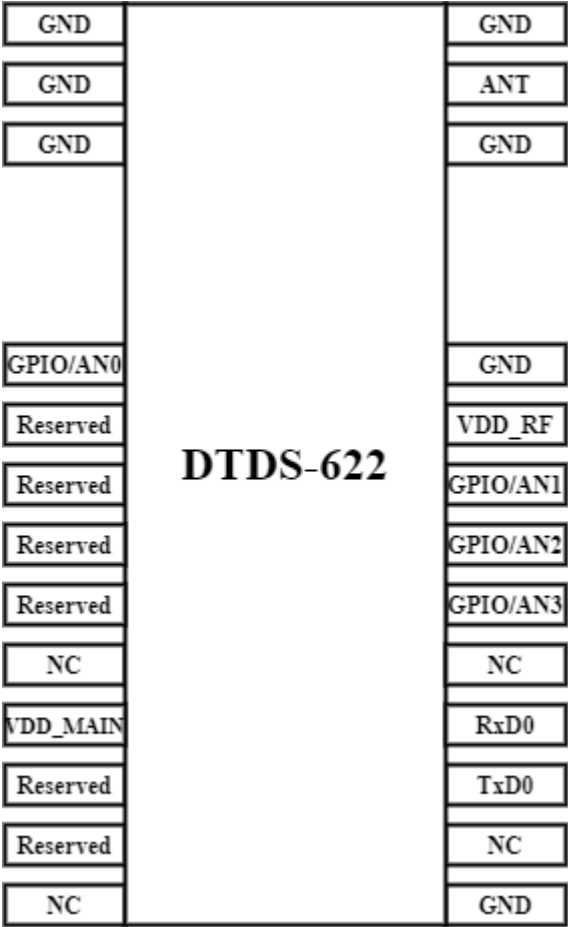 GND GND
GND ANT
GND GND
GPIO/AN0 GND
Reserved VDD_RF
DTDS-622
Reserved GPIO/AN1
Reserved GPIO/AN2
Reserved GPIO/AN3
NC NC
VDD_MAIN RxD0
Reserved TxD0
Reserved NC
NC GND